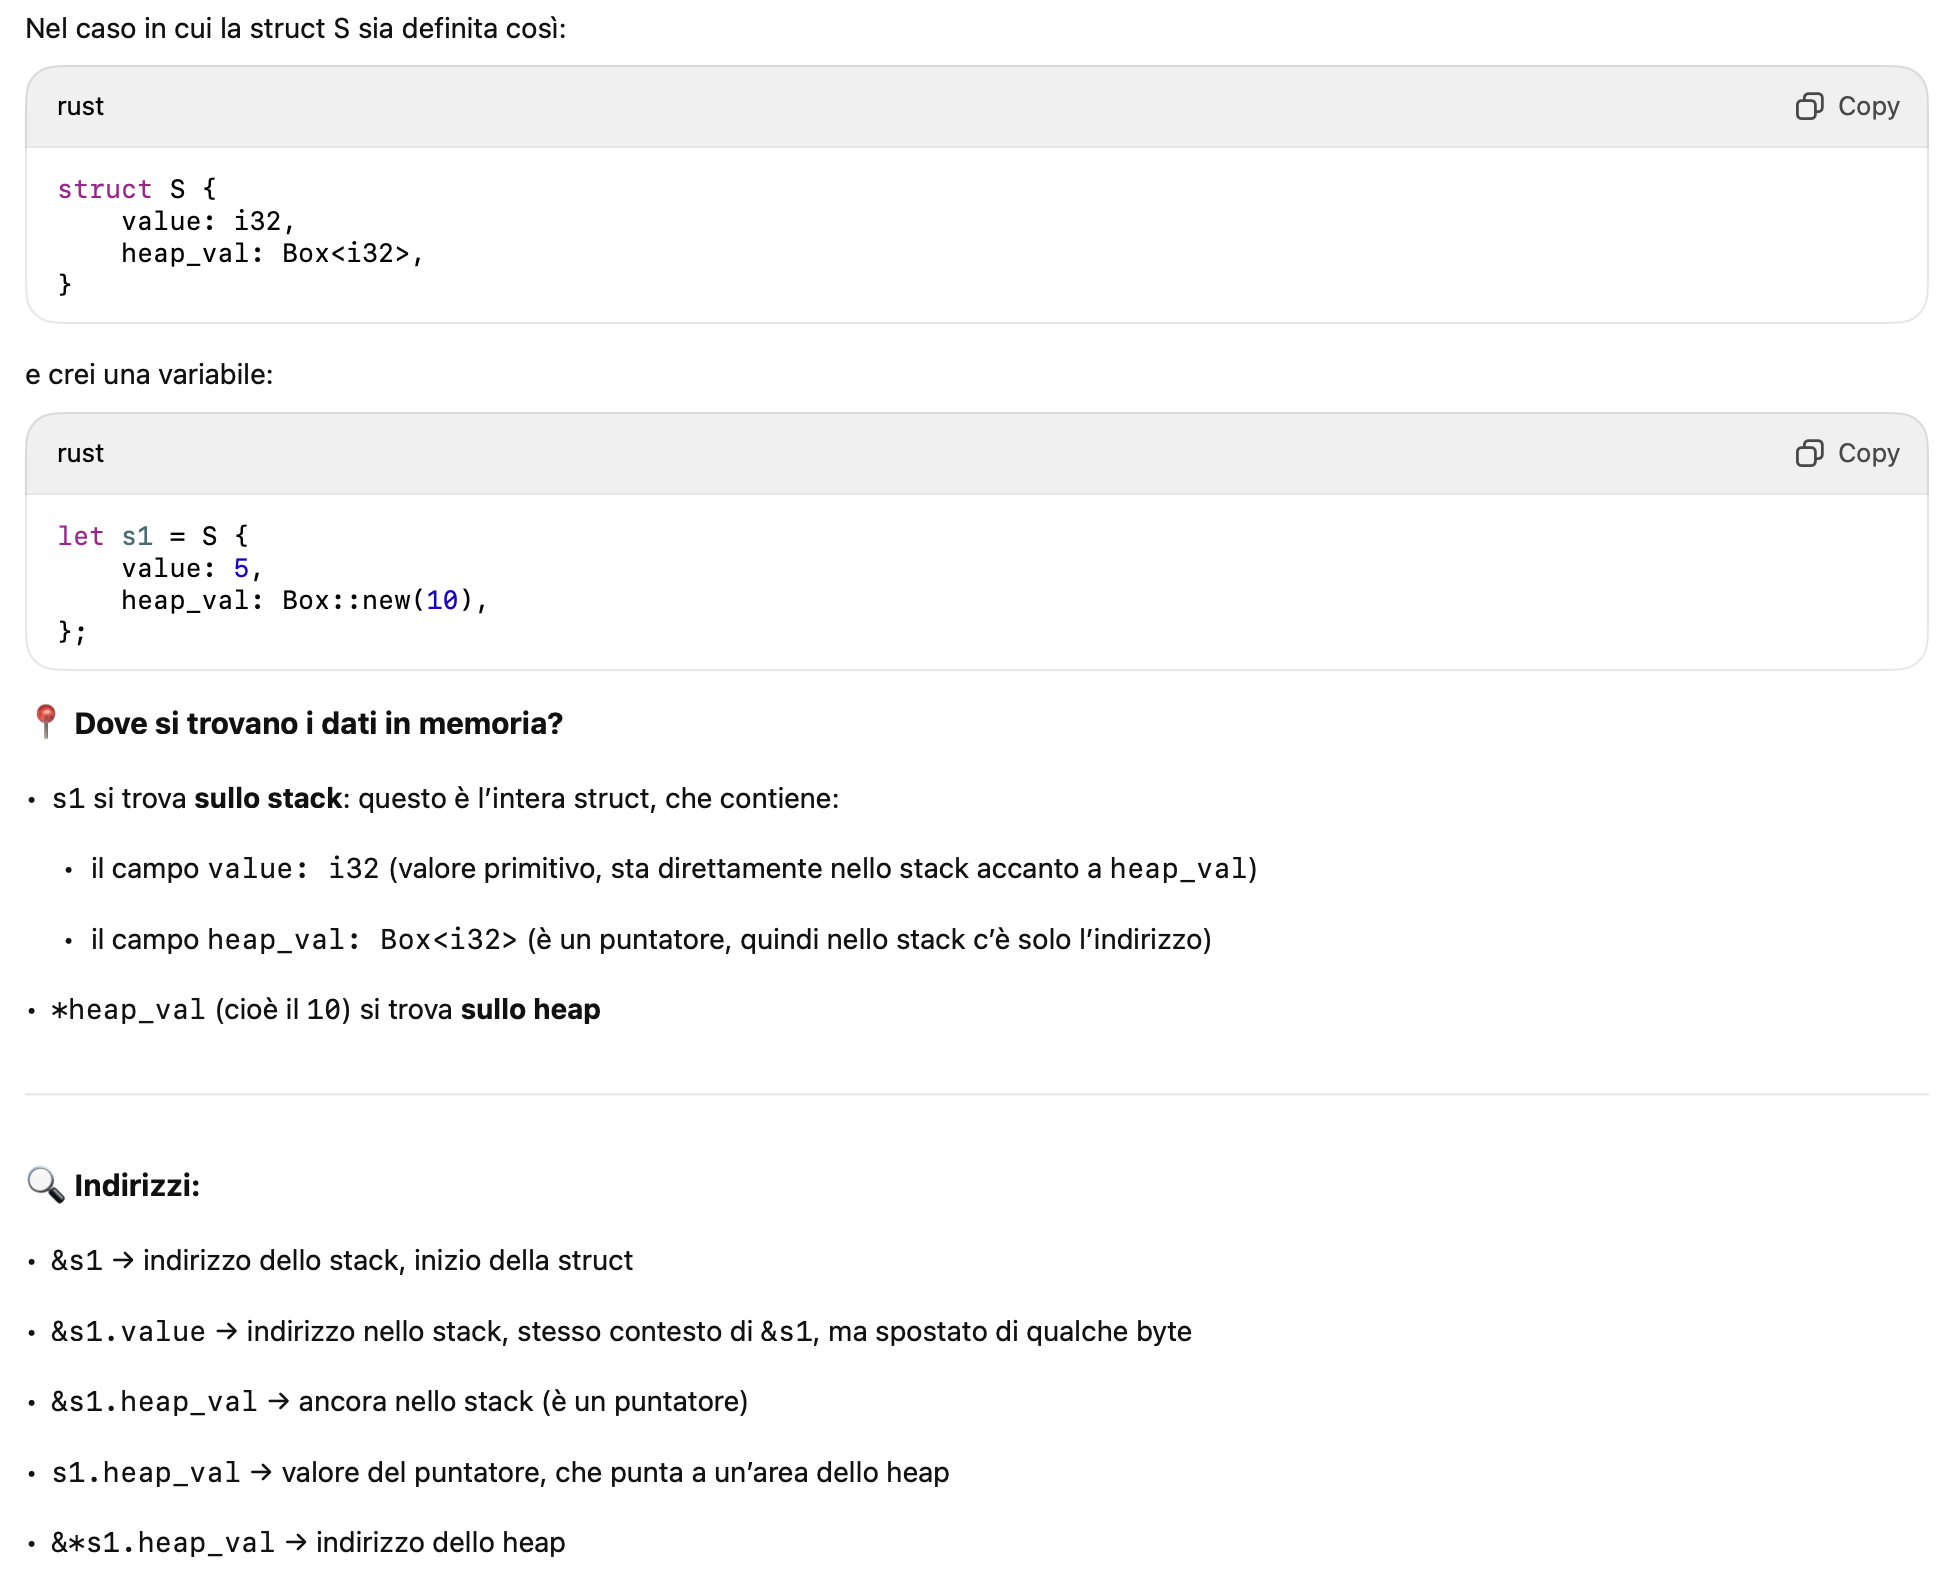 Nel caso in cui la struct S sia definita così:
rust
Copy
struct S {
    value: i32,
    heap_val: Box<i32>,
}
e crei una variabile:
rust
Copy
let s1 = S {
    value: 5,
    heap_val: Box::new(10),
};
📍 Dove si trovano i dati in memoria?
• s1 si trova sullo stack: questo è l’intera struct, che contiene:
• il campo value: i32 (valore primitivo, sta direttamente nello stack accanto a heap_val)
• il campo heap_val: Box<i32> (è un puntatore, quindi nello stack c’è solo l’indirizzo)
• *heap_val (cioè il 10) si trova sullo heap
🔍 Indirizzi:
• &s1 → indirizzo dello stack, inizio della struct
• &s1.value → indirizzo nello stack, stesso contesto di &s1, ma spostato di qualche byte
• &s1.heap_val → ancora nello stack (è un puntatore)
• s1.heap_val → valore del puntatore, che punta a un’area dello heap
• &*s1.heap_val → indirizzo dello heap